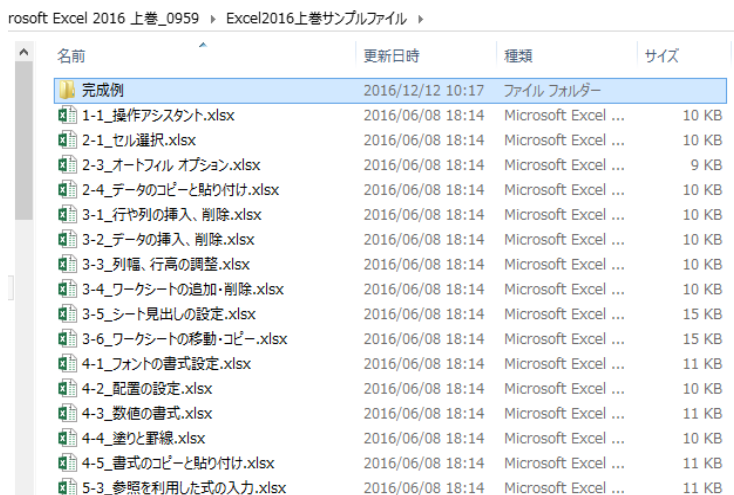 rosoft Excel 2016 上巻_0959 ▸ Excel2016上巻サンプルファイル ▸
名前 更新日時 種類 サイズ
完成例 2016/12/12 10:17 ファイル フォルダー
1-1_操作アシスタント.xlsx 2016/06/08 18:14 Microsoft Excel ... 10 KB
2-1_セル選択.xlsx 2016/06/08 18:14 Microsoft Excel ... 10 KB
2-3_オートフィル オプション.xlsx 2016/06/08 18:14 Microsoft Excel ... 9 KB
2-4_データのコピーと貼り付け.xlsx 2016/06/08 18:14 Microsoft Excel ... 10 KB
3-1_行や列の挿入、削除.xlsx 2016/06/08 18:14 Microsoft Excel ... 10 KB
3-2_データの挿入、削除.xlsx 2016/06/08 18:14 Microsoft Excel ... 10 KB
3-3_列幅、行高の調整.xlsx 2016/06/08 18:14 Microsoft Excel ... 10 KB
3-4_ワークシートの追加・削除.xlsx 2016/06/08 18:14 Microsoft Excel ... 10 KB
3-5_シート見出しの設定.xlsx 2016/06/08 18:14 Microsoft Excel ... 15 KB
3-6_ワークシートの移動・コピー.xlsx 2016/06/08 18:14 Microsoft Excel ... 15 KB
4-1_フォントの書式設定.xlsx 2016/06/08 18:14 Microsoft Excel ... 11 KB
4-2_配置の設定.xlsx 2016/06/08 18:14 Microsoft Excel ... 10 KB
4-3_数値の書式.xlsx 2016/06/08 18:14 Microsoft Excel ... 11 KB
4-4_塗りと罫線.xlsx 2016/06/08 18:14 Microsoft Excel ... 10 KB
4-5_書式のコピーと貼り付け.xlsx 2016/06/08 18:14 Microsoft Excel ... 11 KB
5-3_参照を利用した式の入力.xlsx 2016/06/08 18:14 Microsoft Excel ... 11 KB